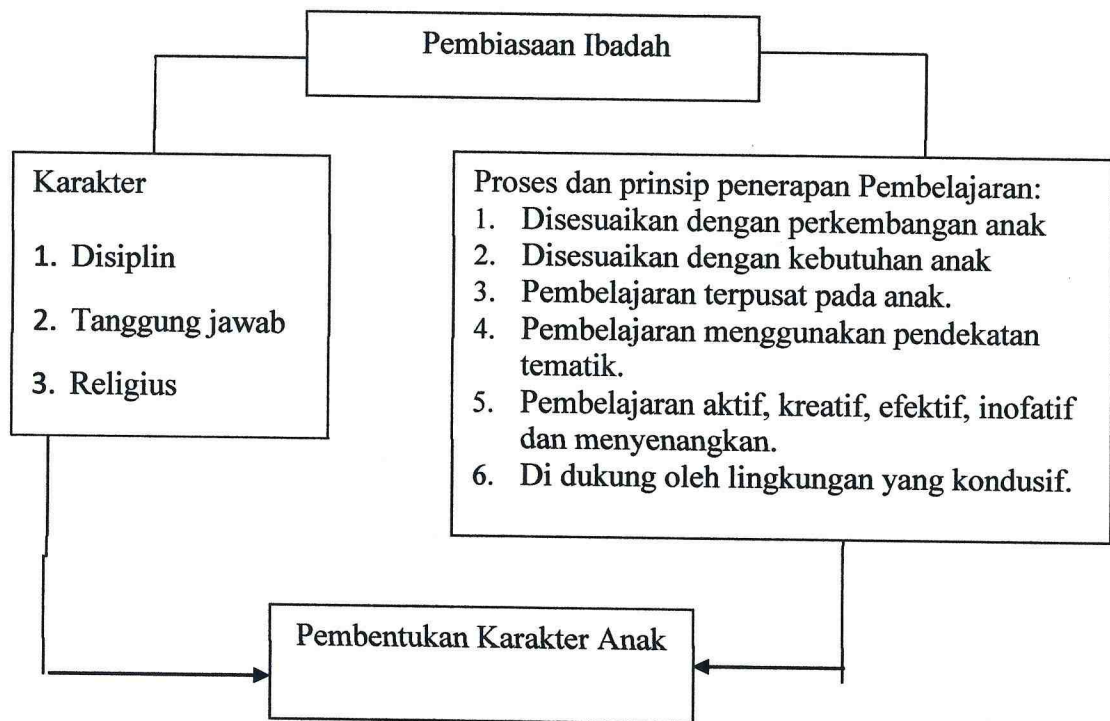 Pembiasaan Ibadah
Karakter
1. Disiplin
2. Tanggung jawab
3. Religius
Proses dan prinsip penerapan Pembelajaran:
1. Disesuaikan dengan perkembangan anak
2. Disesuaikan dengan kebutuhan anak
3. Pembelajaran terpusat pada anak.
4. Pembelajaran menggunakan pendekatan
tematik.
5. Pembelajaran aktif, kreatif, efektif, inofatif
dan menyenangkan.
6. Di dukung oleh lingkungan yang kondusif.
Pembentukan Karakter Anak